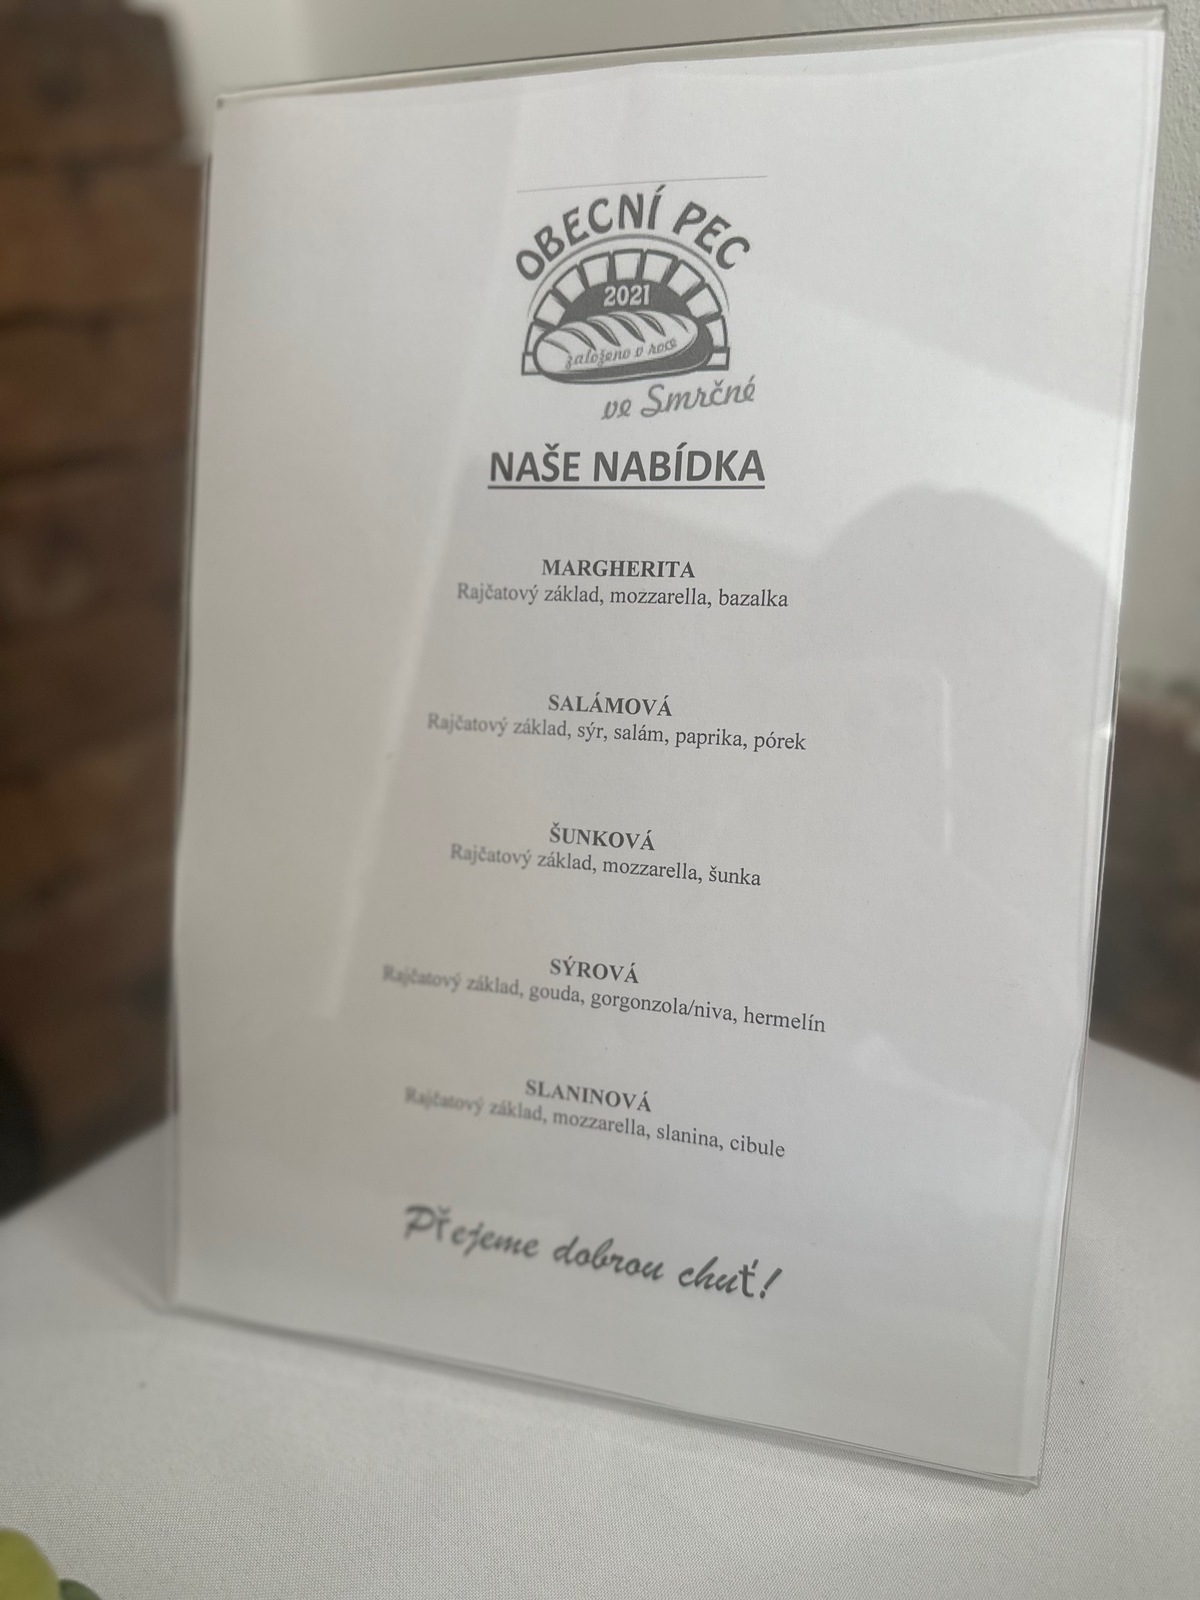 OBECNÍ PEC
2021
založeno v roce
ve Smrčné
NAŠE NABÍDKA
MARGHERITA
Rajčatový základ, mozzarella, bazalka
SALÁMOVÁ
Rajčatový základ, sýr, salám, paprika, pórek
ŠUNKOVÁ
Rajčatový základ, mozzarella, šunka
SÝROVÁ
Rajčatový základ, gouda, gorgonzola/niva, hermelín
SLANINOVÁ
Rajčatový základ, mozzarella, slanina, cibule
Přejeme dobrou chuť!